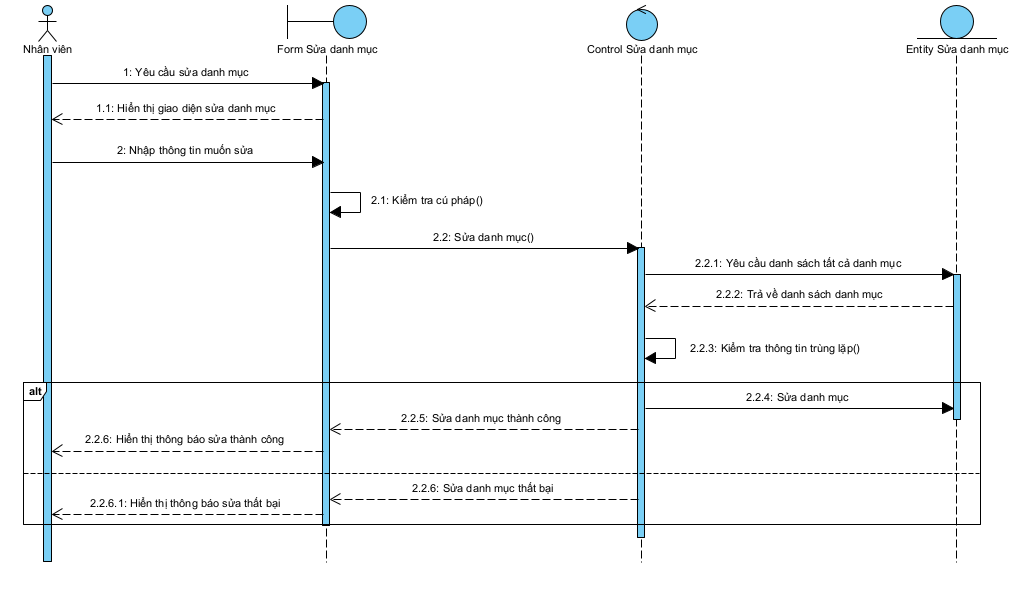 Nhân viên
Form Sửa danh mục
Control Sửa danh mục
Entity Sửa danh mục
1: Yêu cầu sửa danh mục
1.1: Hiển thị giao diện sửa danh mục
2: Nhập thông tin muốn sửa
2.1: Kiểm tra cú pháp()
2.2: Sửa danh mục()
2.2.1: Yêu cầu danh sách tất cả danh mục
2.2.2: Trả về danh sách danh mục
2.2.3: Kiểm tra thông tin trùng lặp()
alt
2.2.4: Sửa danh mục
2.2.5: Sửa danh mục thành công
2.2.6: Hiển thị thông báo sửa thành công
2.2.6: Sửa danh mục thất bại
2.2.6.1: Hiển thị thông báo sửa thất bại